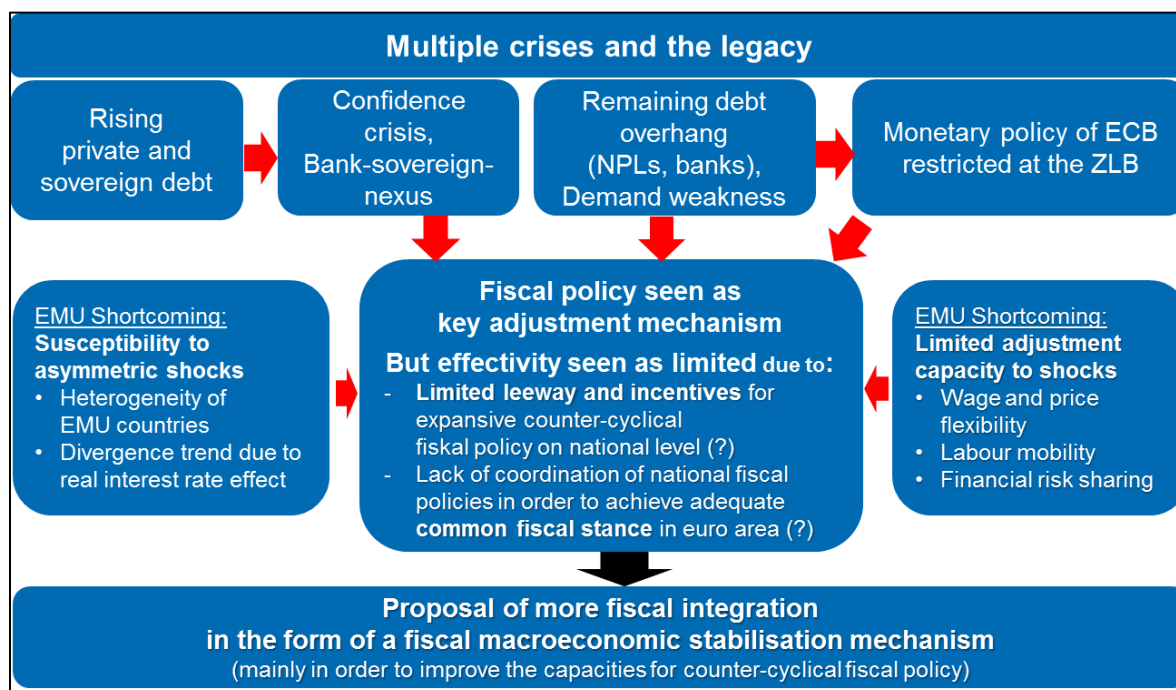 Multiple crises and the legacy
Rising
private and
sovereign debt
Confidence
crisis,
Bank-sovereign-
nexus
Remaining debt
overhang
(NPLs, banks),
Demand weakness
Monetary policy of ECB
restricted at the ZLB
EMU Shortcoming:
Susceptibility to
asymmetric shocks
• Heterogeneity of
EMU countries
• Divergence trend due to
real interest rate effect
Fiscal policy seen as
key adjustment mechanism
But effectivity seen as limited due to:
- Limited leeway and incentives for
expansive counter-cyclical
fiskal policy on national level (?)
- Lack of coordination of national fiscal
policies in order to achieve adequate
common fiscal stance in euro area (?)
EMU Shortcoming:
Limited adjustment
capacity to shocks
• Wage and price
flexibility
• Labour mobility
• Financial risk sharing
Proposal of more fiscal integration
in the form of a fiscal macroeconomic stabilisation mechanism
(mainly in order to improve the capacities for counter-cyclical fiscal policy)